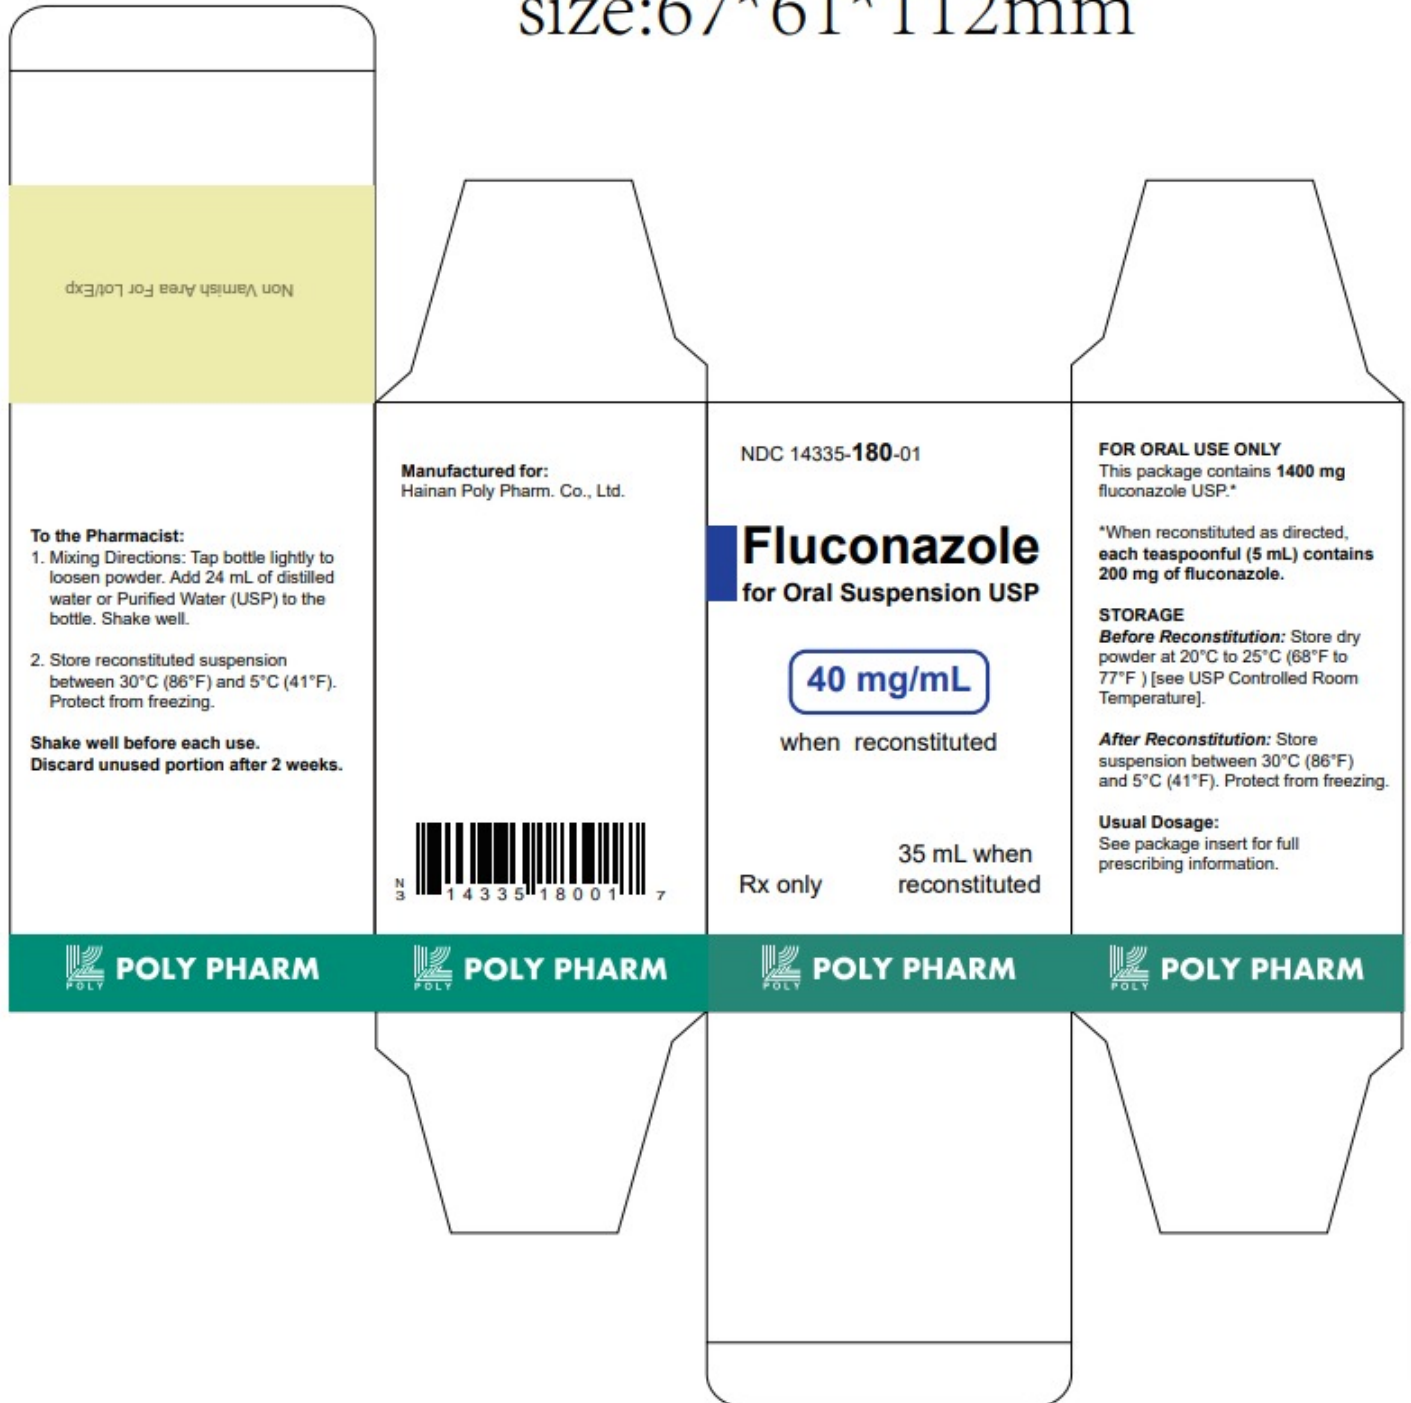 size:67*61*112mm
Non Varnish Area For Lot/Exp
To the Pharmacist:
1. Mixing Directions: Tap bottle lightly to
loosen powder. Add 24 mL of distilled
water or Purified Water (USP) to the
bottle. Shake well.
2. Store reconstituted suspension
between 30°C (86°F) and 5°C (41°F).
Protect from freezing.
Shake well before each use.
Discard unused portion after 2 weeks.
POLY
POLY PHARM
Manufactured for:
Hainan Poly Pharm. Co., Ltd.
N
3 14335 18001 7
POLY
POLY PHARM
NDC 14335-180-01
Fluconazole
for Oral Suspension USP
40 mg/mL
when reconstituted
Rx only
35 mL when
reconstituted
POLY
POLY PHARM
FOR ORAL USE ONLY
This package contains 1400 mg
fluconazole USP.*
*When reconstituted as directed,
each teaspoonful (5 mL) contains
200 mg of fluconazole.
STORAGE
Before Reconstitution: Store dry
powder at 20°C to 25°C (68°F to
77°F ) [see USP Controlled Room
Temperature].
After Reconstitution: Store
suspension between 30°C (86°F)
and 5°C (41°F). Protect from freezing.
Usual Dosage:
See package insert for full
prescribing information.
POLY
POLY PHARM